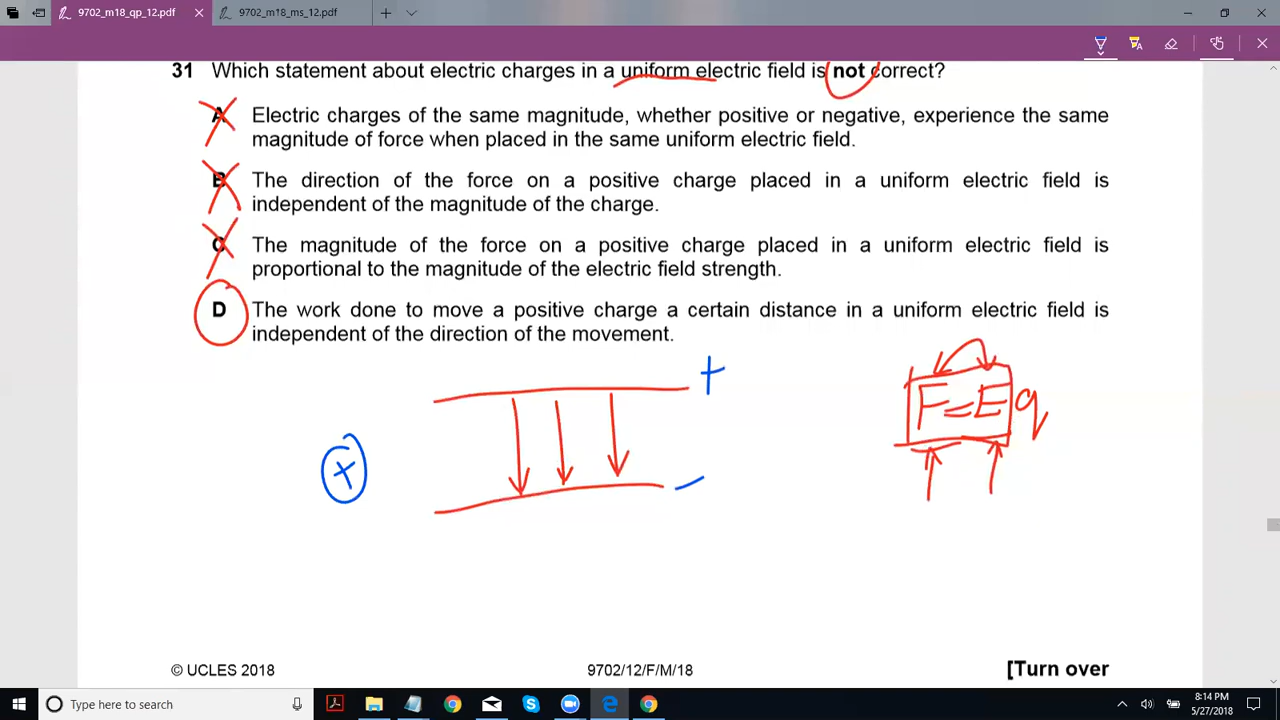 9702_m18_qp_12.pdf
9702_m18_ms_12.pdf
31 Which statement about electric charges in a uniform electric field is not correct?
A Electric charges of the same magnitude, whether positive or negative, experience the same
magnitude of force when placed in the same uniform electric field.
B The direction of the force on a positive charge placed in a uniform electric field is
independent of the magnitude of the charge.
C The magnitude of the force on a positive charge placed in a uniform electric field is
proportional to the magnitude of the electric field strength.
D The work done to move a positive charge a certain distance in a uniform electric field is
independent of the direction of the movement.
+
F=Eq
+
−
© UCLES 2018
9702/12/F/M/18
[Turn over
Type here to search
8:14 PM
5/27/2018